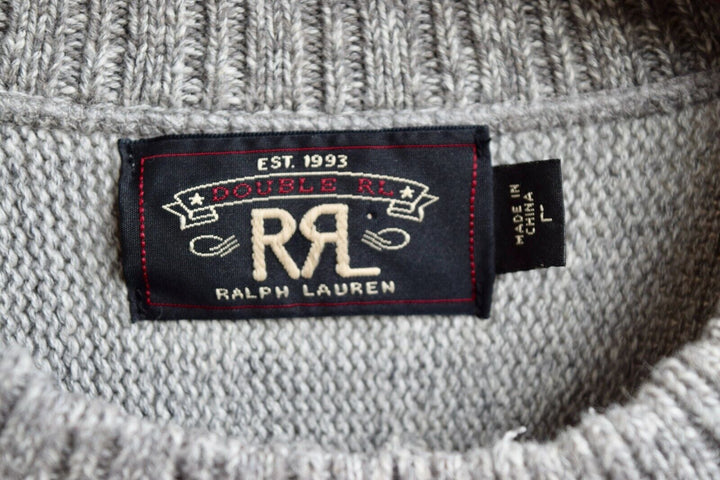 EST. 1993
DOUBLE RL
RRL
RALPH LAUREN
MADE IN
CHINA
L